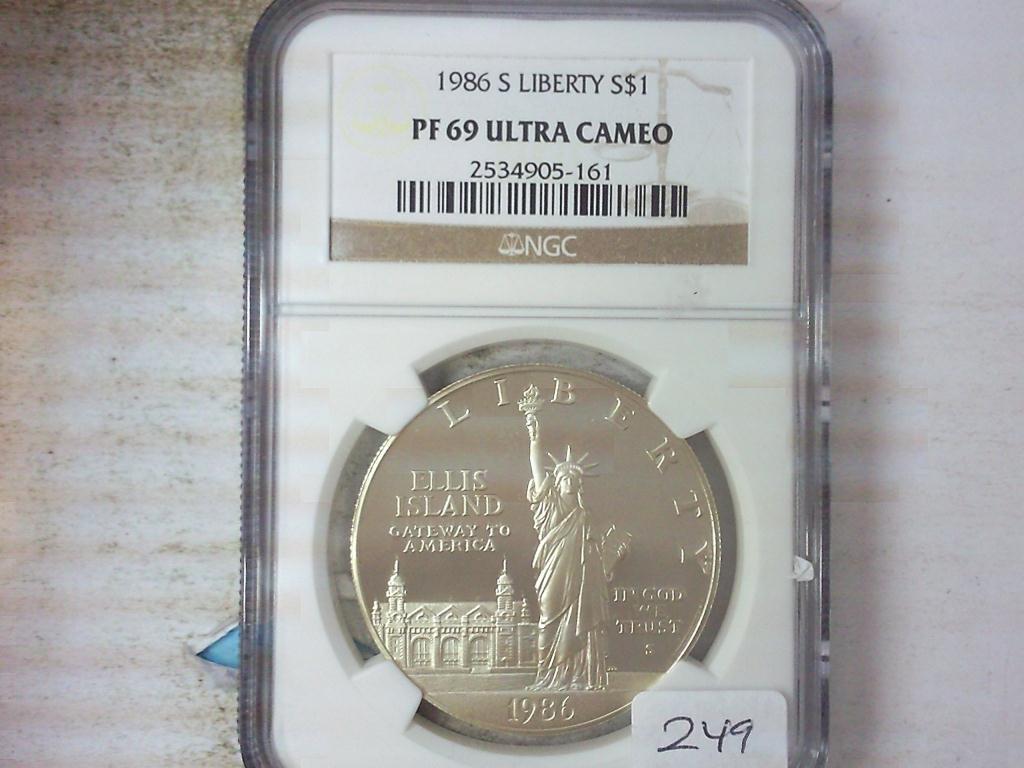 1986 S LIBERTY S$1
PF 69 ULTRA CAMEO
2534905-161
NGC
LIBERTY
ELLIS
ISLAND
GATEWAY TO
AMERICA
IN GOD
WE
TRUST
S
1986
249